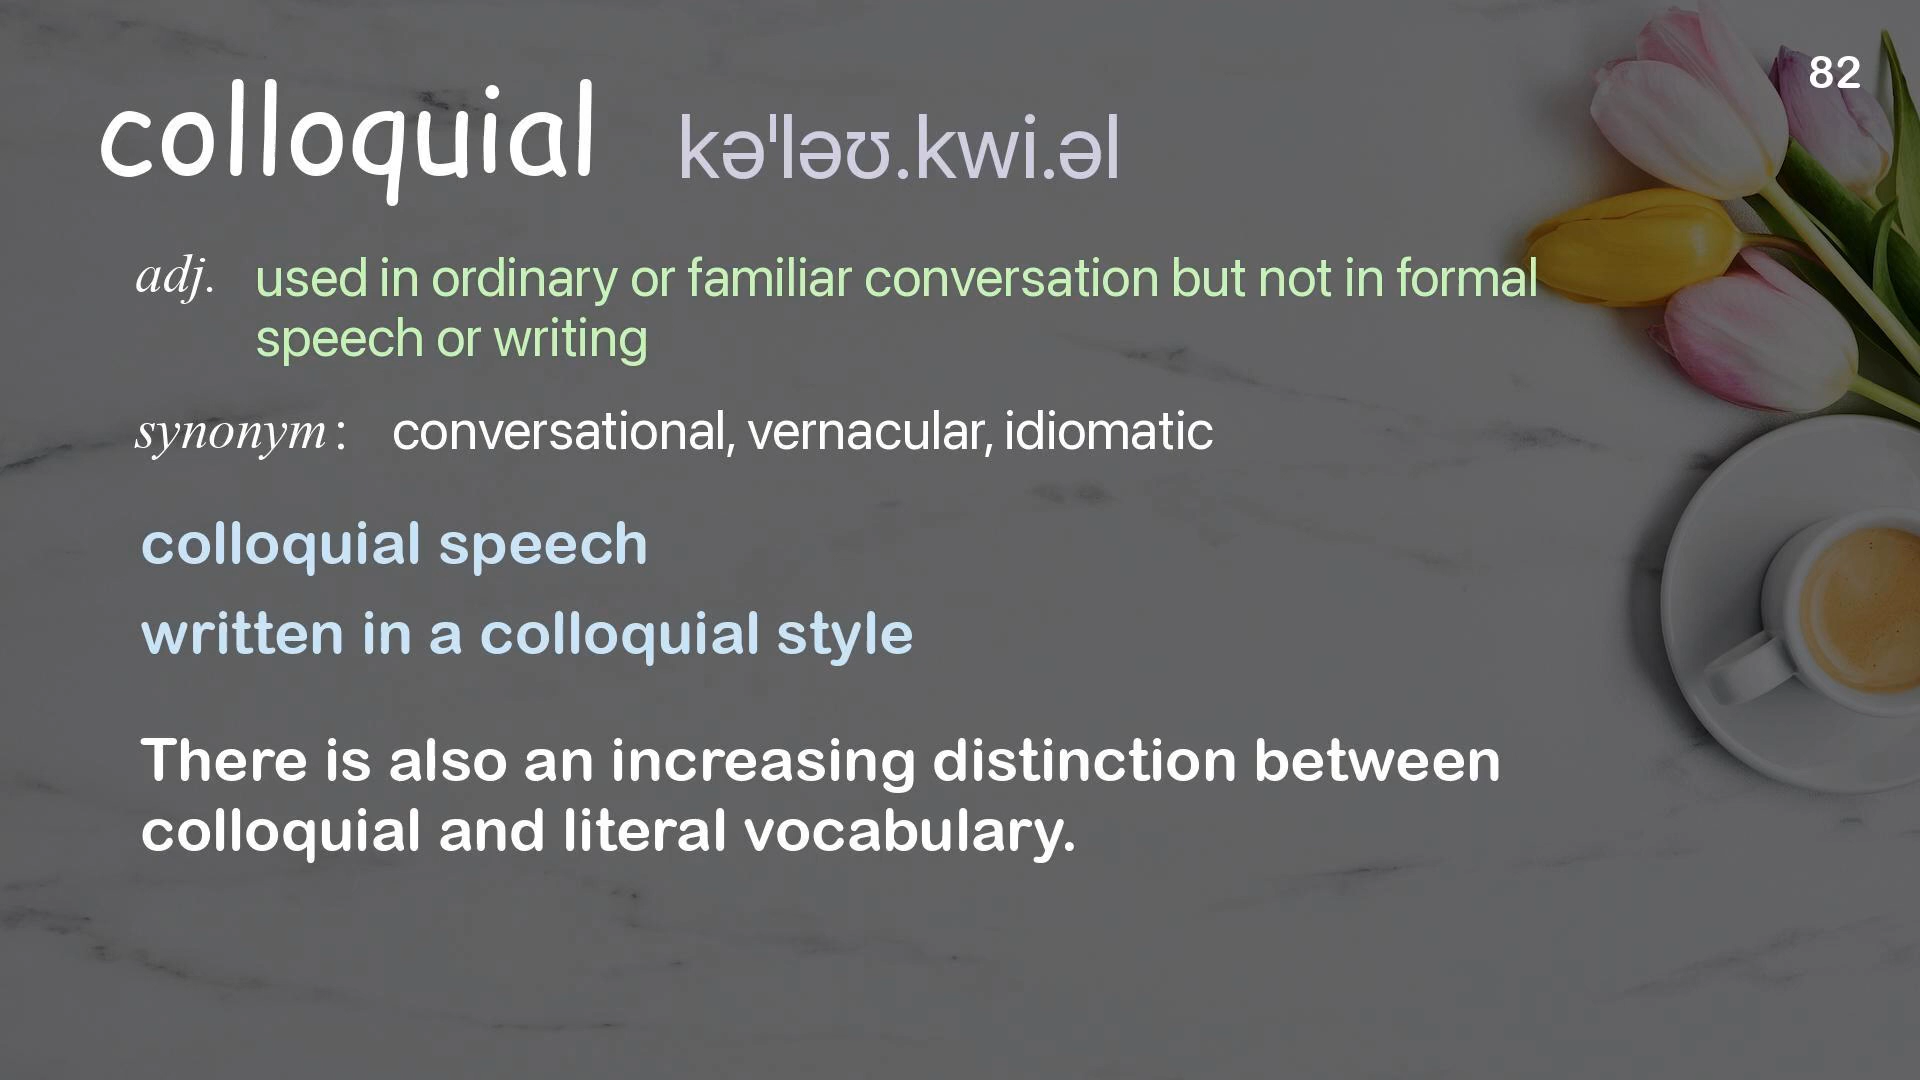 82
colloquial kəˈləʊ.kwi.əl
adj. used in ordinary or familiar conversation but not in formal
speech or writing
synonym: conversational, vernacular, idiomatic
colloquial speech
written in a colloquial style
There is also an increasing distinction between
colloquial and literal vocabulary.